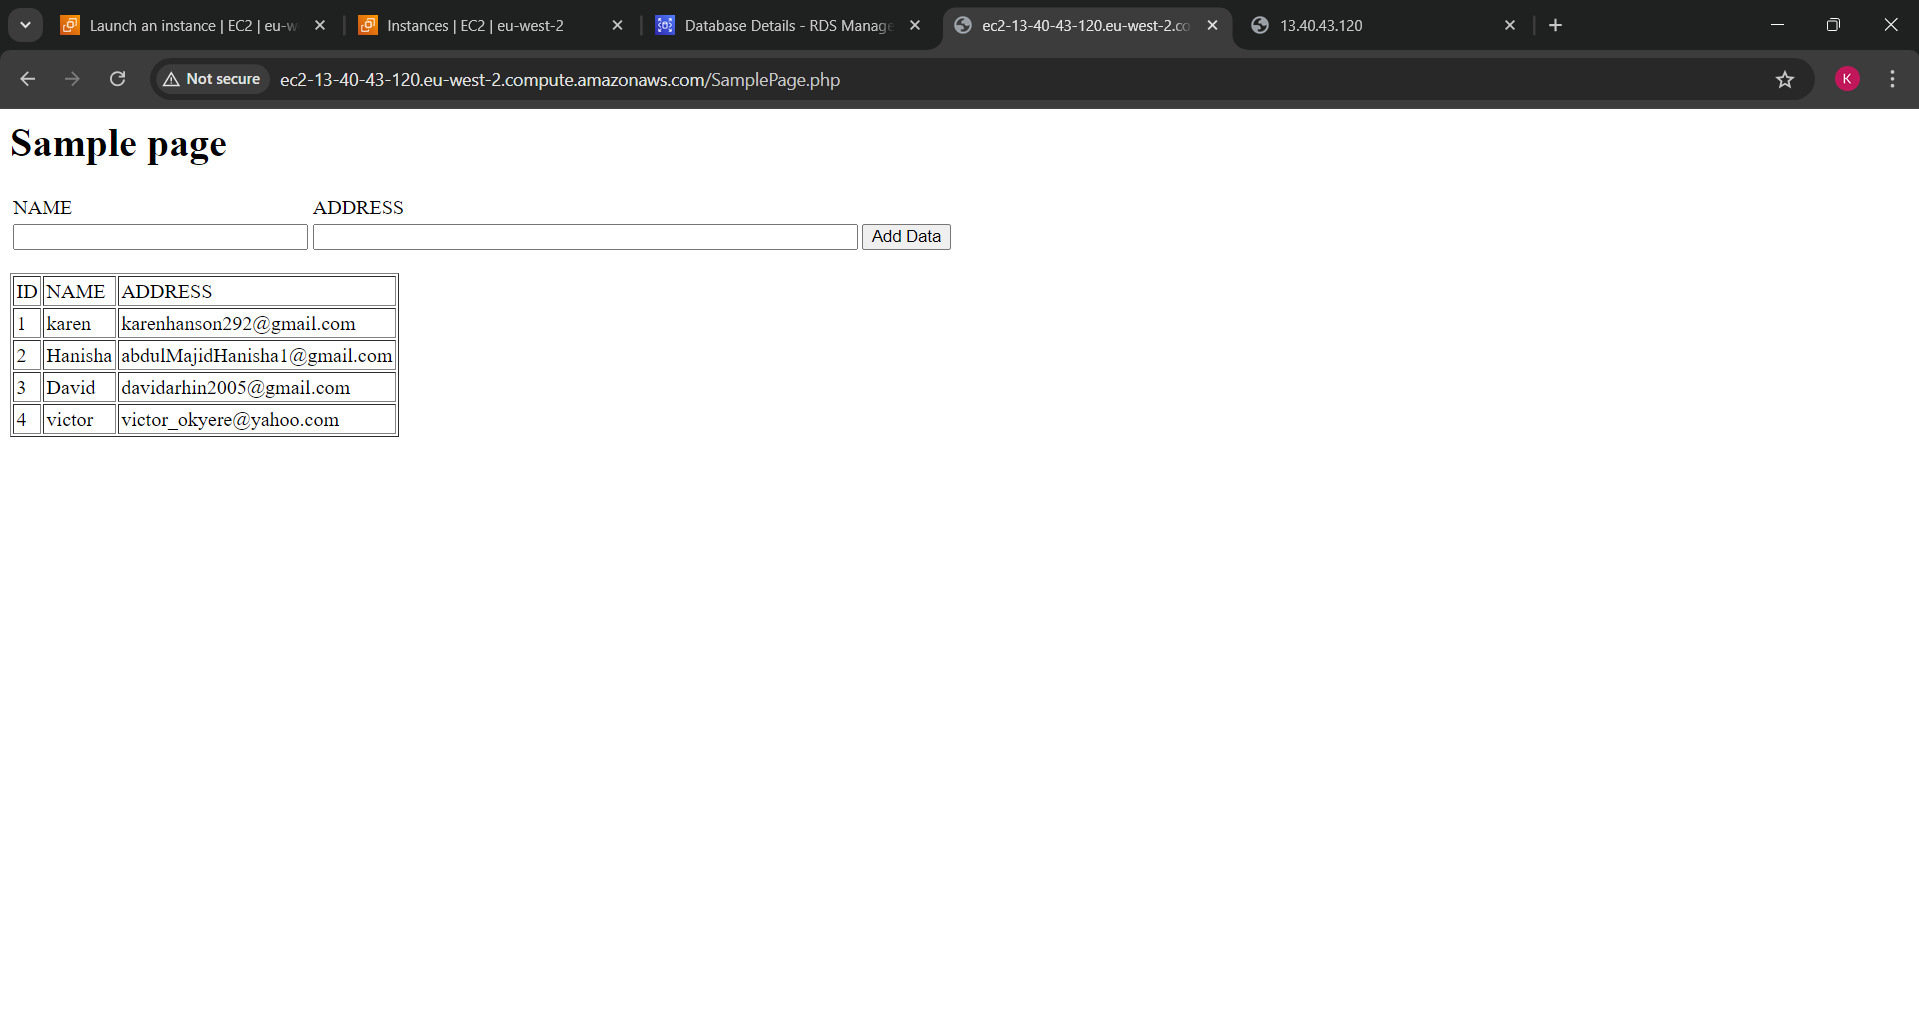 Launch an instance | EC2 | eu-w
Instances | EC2 | eu-west-2
Database Details - RDS Manage
ec2-13-40-43-120.eu-west-2.co
13.40.43.120
Not secure
ec2-13-40-43-120.eu-west-2.compute.amazonaws.com/SamplePage.php
K
Sample page
NAME ADDRESS
Add Data
ID NAME ADDRESS
1 karen karenhanson292@gmail.com
2 Hanisha abdulMajidHanisha1@gmail.com
3 David davidarhin2005@gmail.com
4 victor victor_okyere@yahoo.com